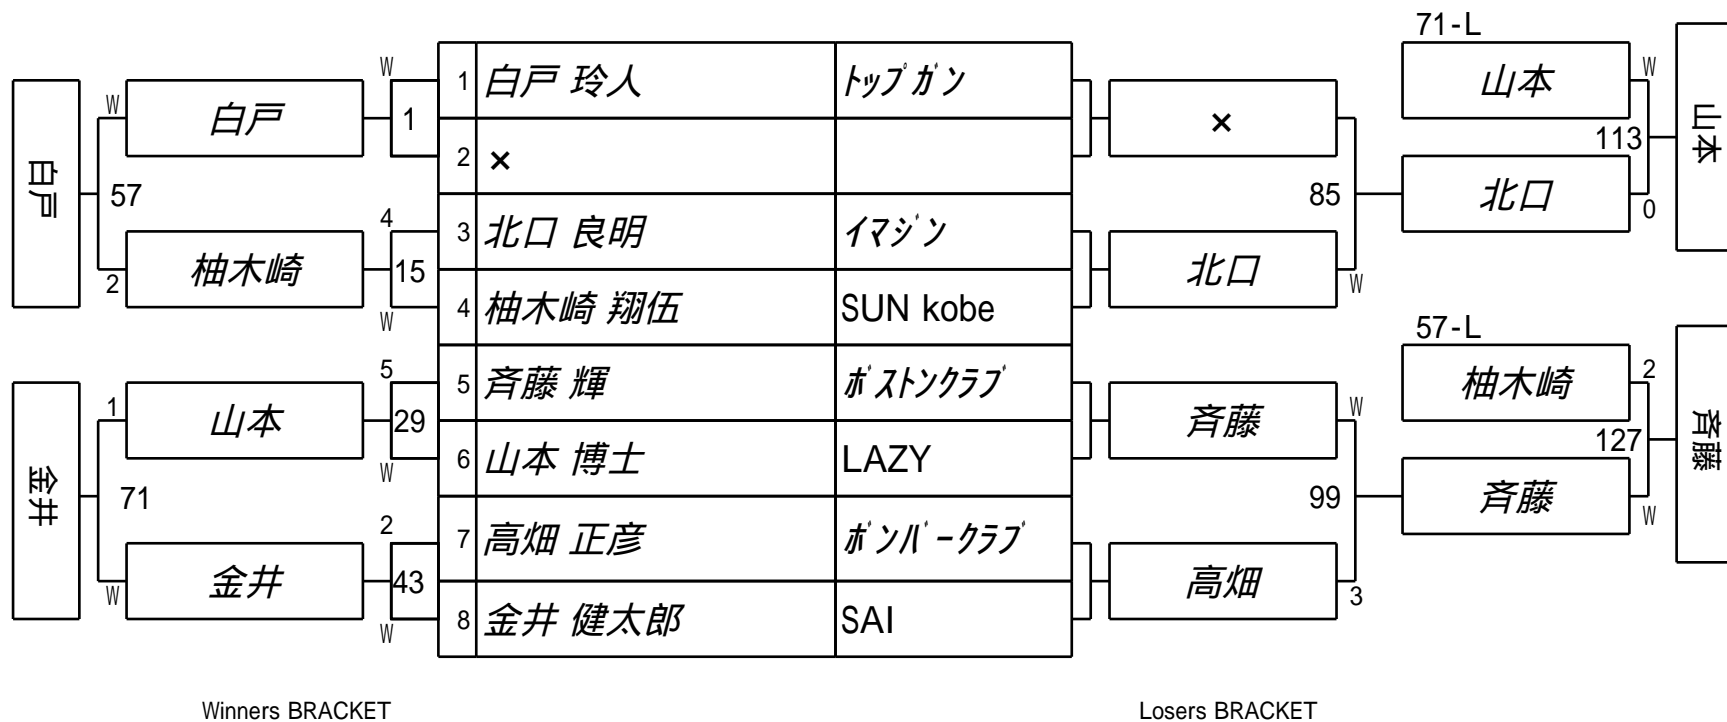 71-L
W
1 白戸 玲人 トップガン
山本 W
白戸
W
白戸
1
×
山本
113
2 ×
57
85
北口
0
4
3 北口 良明 イマジン
2
柚木崎
15
北口
W
W
4 柚木崎 翔伍 SUN kobe
57-L
5
5 斉藤 輝 ボストンクラブ
柚木崎 2
1
山本
29
斉藤
W
斉藤
127
W
6 山本 博士 LAZY
金井
71
99
斉藤
W
2
7 高畑 正彦 ボンバークラブ
W
金井
43
高畑
3
W
8 金井 健太郎 SAI
Winners BRACKET
Losers BRACKET